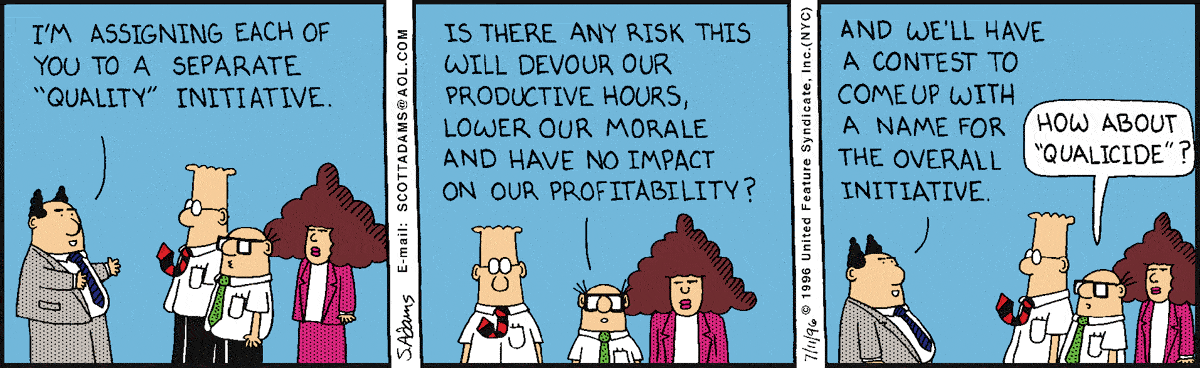 I'M ASSIGNING EACH OF
YOU TO A SEPARATE
"QUALITY" INITIATIVE.
S.Adams
E-mail: SCOTTADAMS@AOL.COM
IS THERE ANY RISK THIS
WILL DEVOUR OUR
PRODUCTIVE HOURS,
LOWER OUR MORALE
AND HAVE NO IMPACT
ON OUR PROFITABILITY?
7/11/96 © 1996 United Feature Syndicate, Inc.(NYC)
AND WE'LL HAVE
A CONTEST TO
COME UP WITH
A NAME FOR
THE OVERALL
INITIATIVE.
HOW ABOUT
"QUALICIDE"?